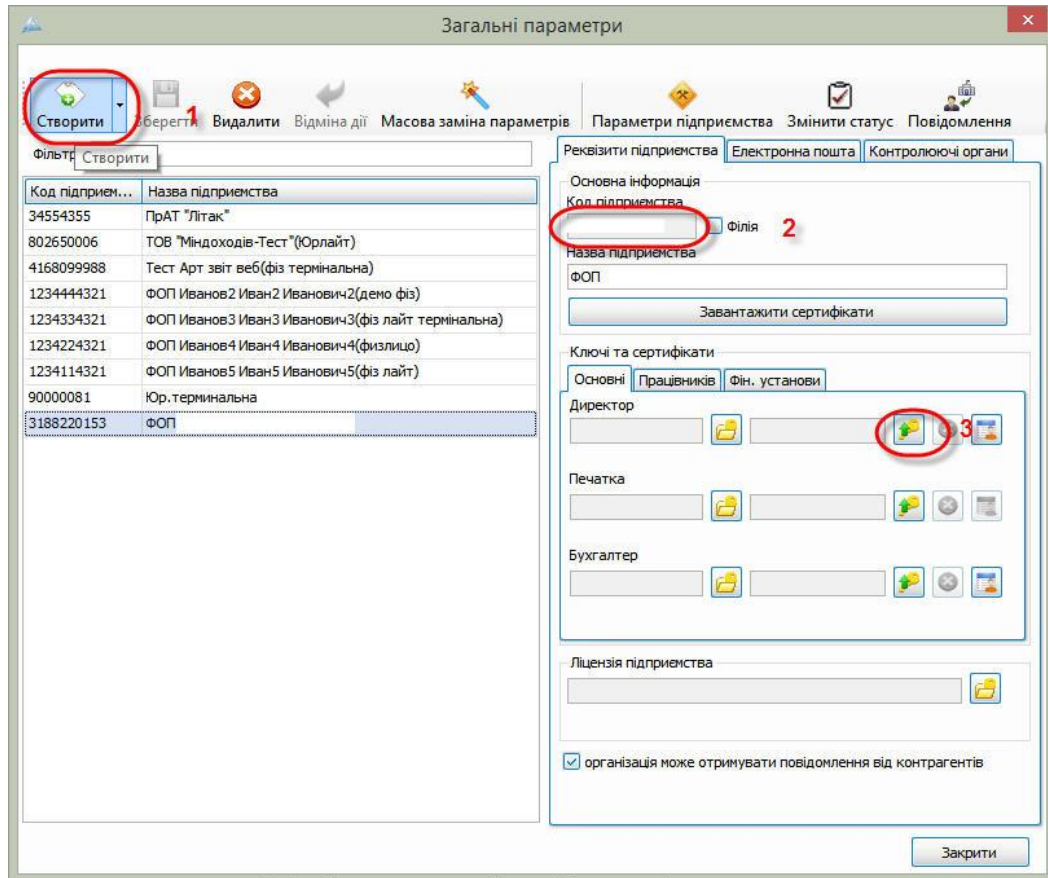 Загальні параметри
Створити Зберегти Видалити Відміна дії Масова заміна параметрів Параметри підприємства Змінити статус Повідомлення
1
Створити
Реквізити підприємства Електронна пошта Контролюючі органи
Код підприєм... Назва підприємства
34554355 ПрАТ "Літак"
802650006 ТОВ "Міндоходів-Тест"(Юрлайт)
4168099988 Тест Арт звіт веб(фіз термінальна)
1234444321 ФОП Иванов2 Иван2 Иванович2(демо фіз)
1234334321 ФОП Иванов3 Иван3 Иванович3(фіз лайт термінальна)
1234224321 ФОП Иванов4 Иван4 Иванович4(физлицо)
1234114321 ФОП Иванов5 Иван5 Иванович5(фіз лайт)
90000081 Юр.терминальна
3188220153 ФОП
Основна інформація
Код підприємства
Філія 2
Назва підприємства
ФОП
Завантажити сертифікати
Ключі та сертифікати
Основні Працівників Фін. установи
Директор
3
Печатка
Бухгалтер
Ліцензія підприємства
організація може отримувати повідомлення від контрагентів
Закрити